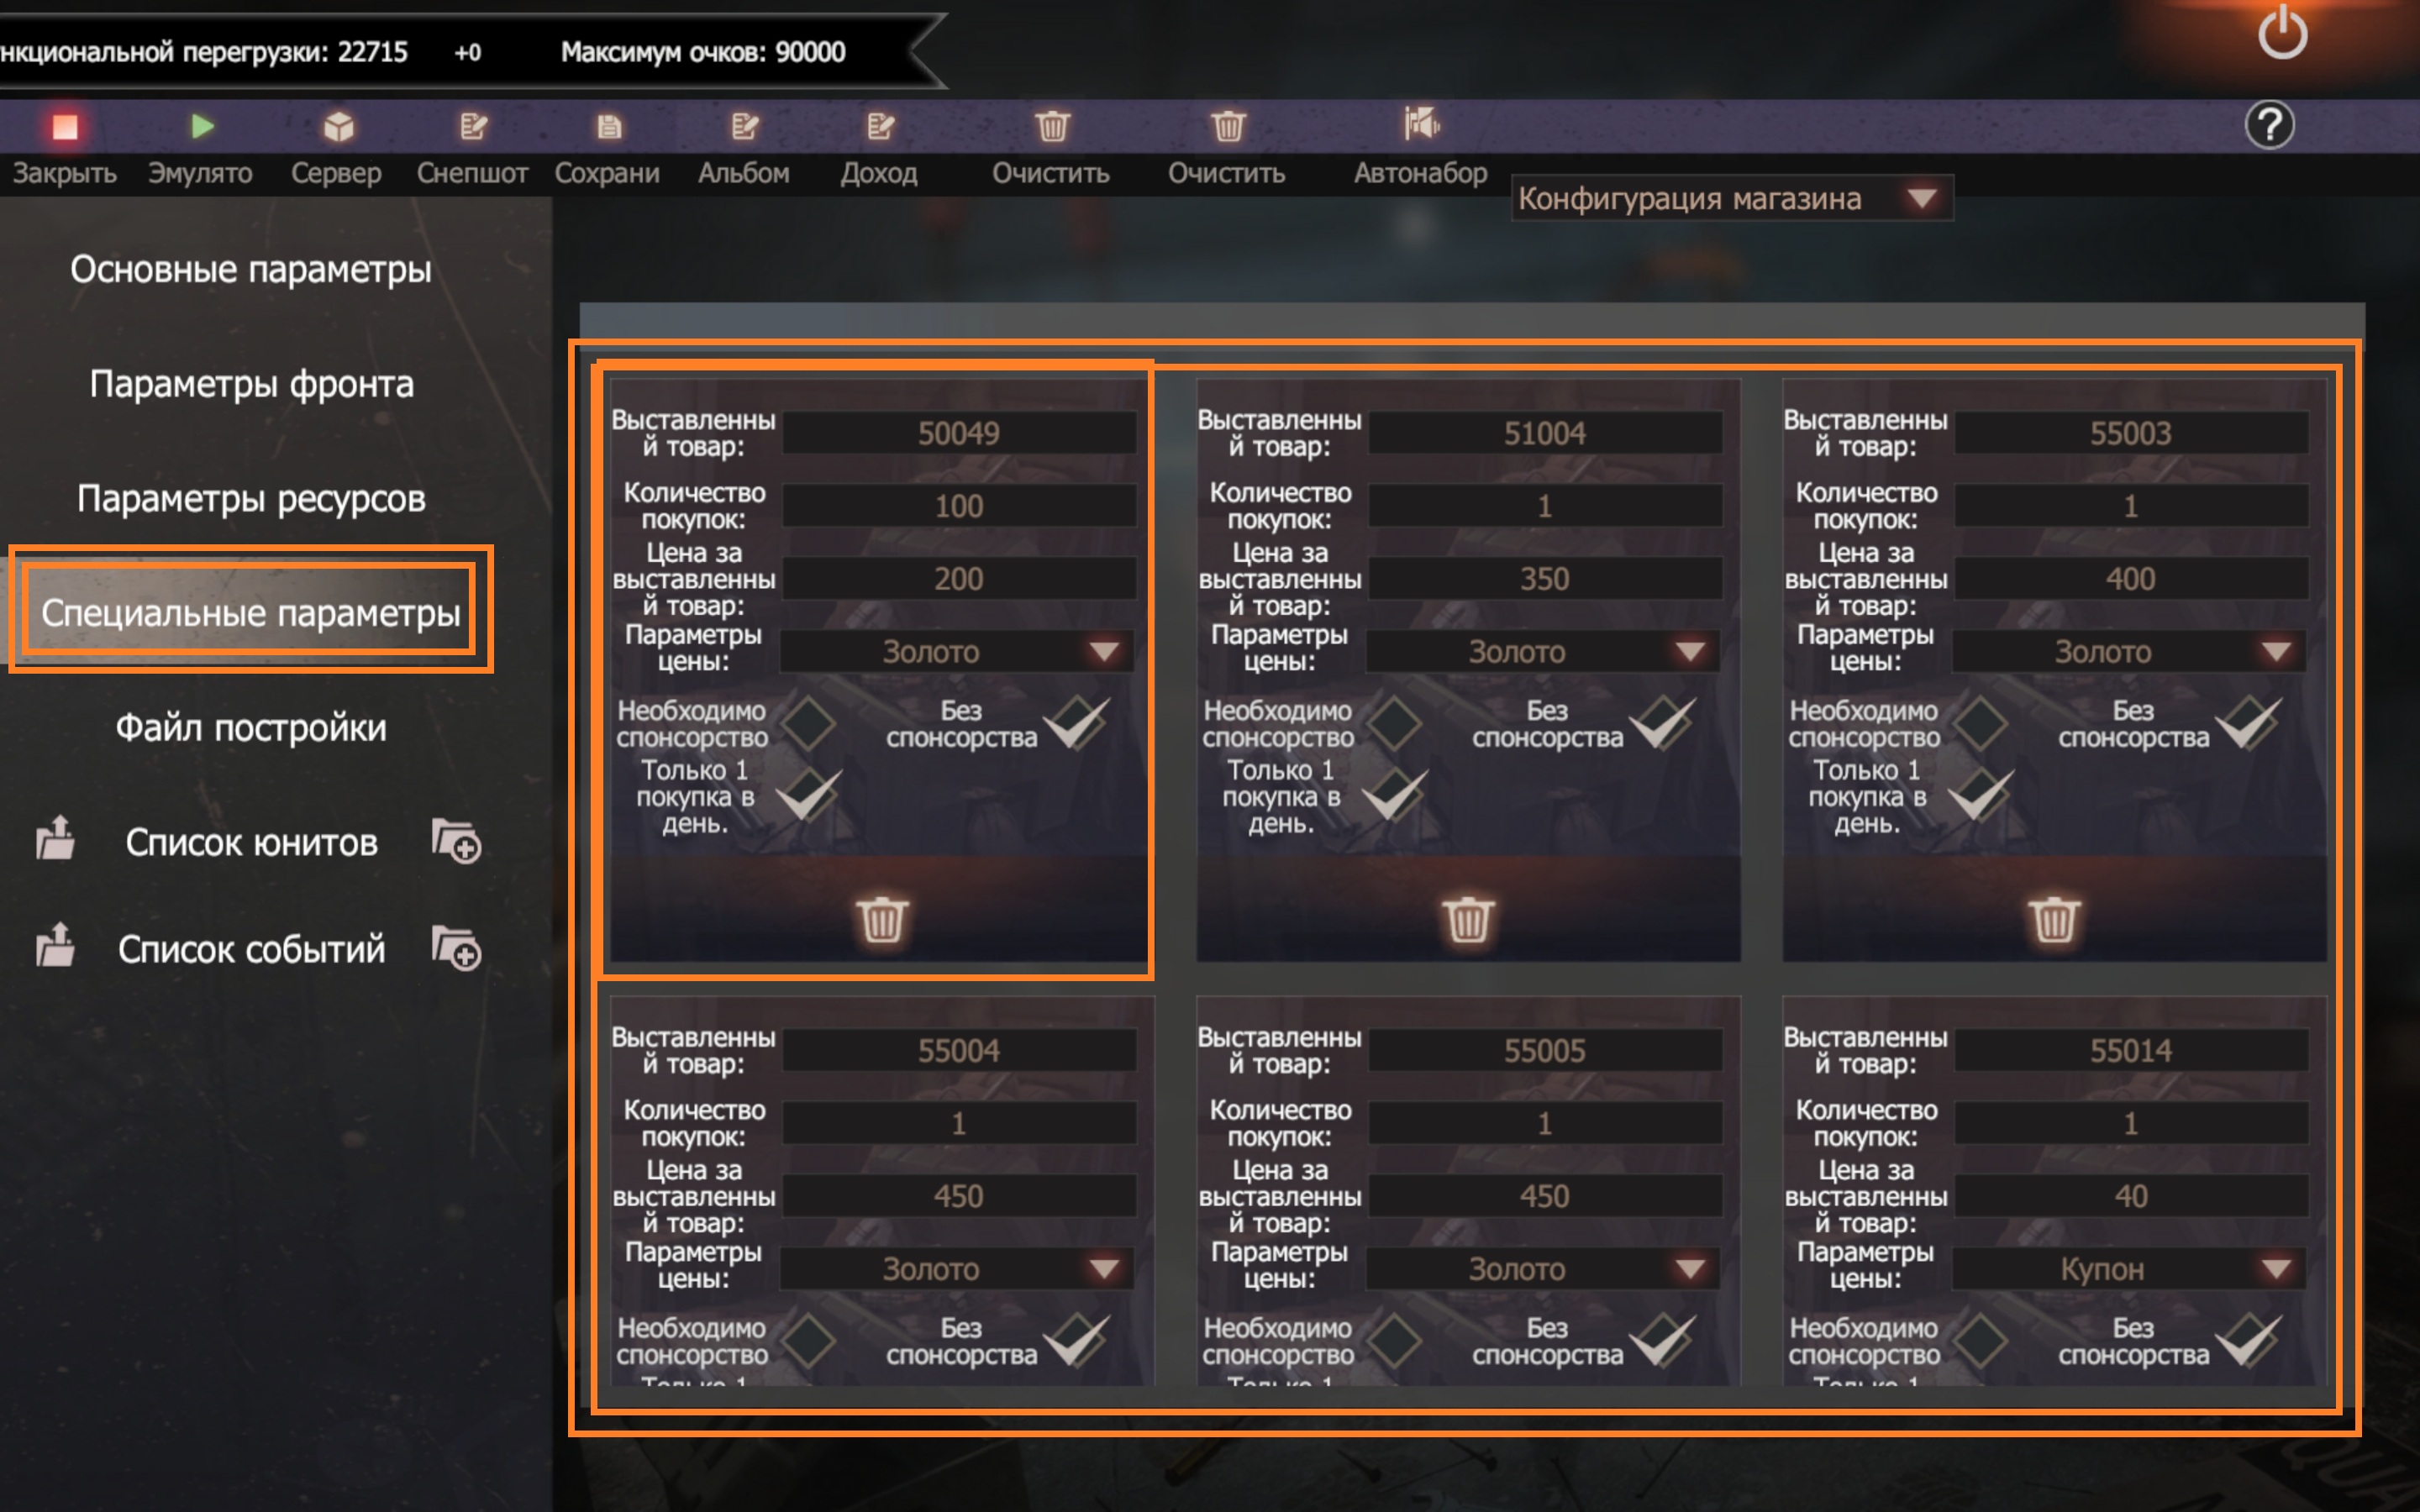 нкциональной перегрузки: 22715 +0 Максимум очков: 90000
Закрыть Эмулято Сервер Снепшот Сохрани Альбом Доход Очистить Очистить Автонабор
Конфигурация магазина
Основные параметры
Параметры фронта
Параметры ресурсов
Специальные параметры
Файл постройки
Список юнитов
Список событий
Выставленны
й товар:
50049
Количество
покупок:
100
Цена за
выставленны
й товар:
200
Параметры
цены:
Золото
Необходимо
спонсорство
Без
спонсорства
Только 1
покупка в
день.
Выставленны
й товар:
51004
Количество
покупок:
1
Цена за
выставленны
й товар:
350
Параметры
цены:
Золото
Необходимо
спонсорство
Без
спонсорства
Только 1
покупка в
день.
Выставленны
й товар:
55003
Количество
покупок:
1
Цена за
выставленны
й товар:
400
Параметры
цены:
Золото
Необходимо
спонсорство
Без
спонсорства
Только 1
покупка в
день.
Выставленны
й товар:
55004
Количество
покупок:
1
Цена за
выставленны
й товар:
450
Параметры
цены:
Золото
Необходимо
спонсорство
Без
спонсорства
Только 1
Выставленны
й товар:
55005
Количество
покупок:
1
Цена за
выставленны
й товар:
450
Параметры
цены:
Золото
Необходимо
спонсорство
Без
спонсорства
Только 1
Выставленны
й товар:
55014
Количество
покупок:
1
Цена за
выставленны
й товар:
40
Параметры
цены:
Купон
Необходимо
спонсорство
Без
спонсорства
Только 1